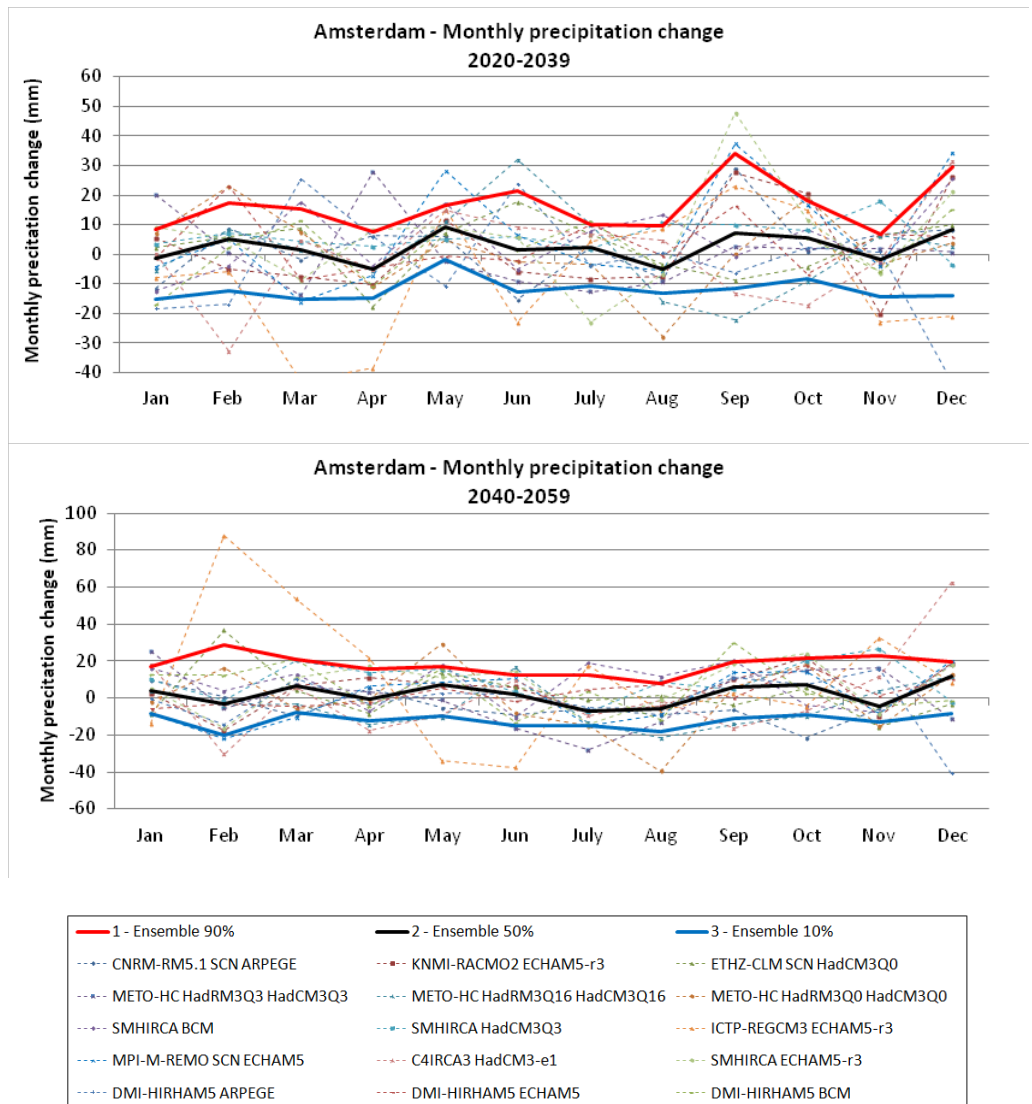 Amsterdam - Monthly precipitation change
2020-2039
Monthly precitation change (mm)
60
50
40
30
20
10
0
-10
-20
-30
-40
Jan Feb Mar Apr May Jun July Aug Sep Oct Nov Dec
Amsterdam - Monthly precipitation change
2040-2059
Monthly precitation change (mm)
100
80
60
40
20
0
-20
-40
-60
Jan Feb Mar Apr May Jun July Aug Sep Oct Nov Dec
1 - Ensemble 90% 2 - Ensemble 50% 3 - Ensemble 10%
CNRM-RM5.1 SCN ARPEGE KNMI-RACMO2 ECHAM5-r3 ETHZ-CLM SCN HadCM3Q0
METO-HC HadRM3Q3 HadCM3Q3 METO-HC HadRM3Q16 HadCM3Q16 METO-HC HadRM3Q0 HadCM3Q0
SMHIRCA BCM SMHIRCA HadCM3Q3 ICTP-REGCM3 ECHAM5-r3
MPI-M-REMO SCN ECHAM5 C4IRCA3 HadCM3-e1 SMHIRCA ECHAM5-r3
DMI-HIRHAM5 ARPEGE DMI-HIRHAM5 ECHAM5 DMI-HIRHAM5 BCM